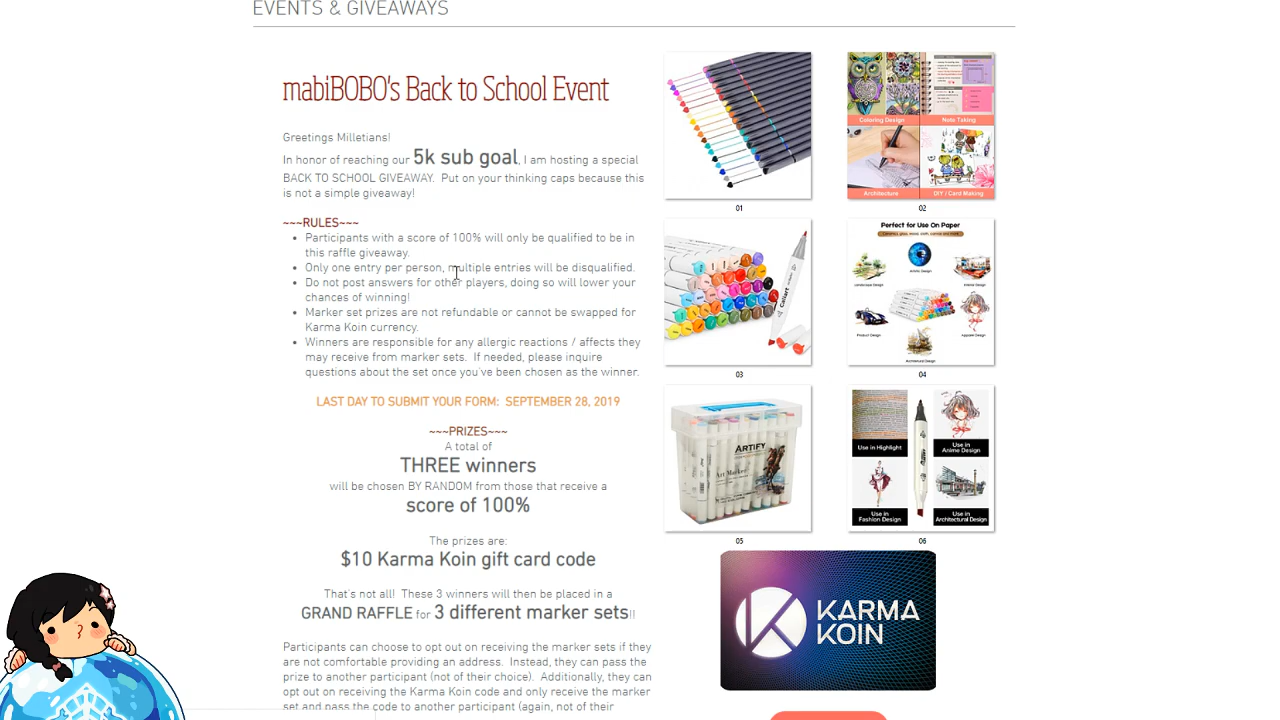 EVENTS & GIVEAWAYS
mabiBOBO's Back to School Event
Greetings Milletians!
In honor of reaching our 5k sub goal, I am hosting a special
BACK TO SCHOOL GIVEAWAY. Put on your thinking caps because this
is not a simple giveaway!
~~~RULES~~~
Participants with a score of 100% will only be qualified to be in
this raffle giveaway.
Only one entry per person, multiple entries will be disqualified.
Do not post answers for other players, doing so will lower your
chances of winning!
Marker set prizes are not refundable or cannot be swapped for
Karma Koin currency.
Winners are responsible for any allergic reactions / affects they
may receive from marker sets. If needed, please inquire
questions about the set once you've been chosen as the winner.
LAST DAY TO SUBMIT YOUR FORM: SEPTEMBER 28, 2019
~~~PRIZES~~~
A total of
THREE winners
will be chosen BY RANDOM from those that receive a
score of 100%
The prizes are:
$10 Karma Koin gift card code
That's not all! These 3 winners will then be placed in a
GRAND RAFFLE for 3 different marker sets!!
Participants can choose to opt out on receiving the marker sets if they
are not comfortable providing an address. Instead, they can pass the
prize to another participant (not of their choice). Additionally, they can
opt out on receiving the Karma Koin code and only receive the marker
set and pass the code to another participant (again, not of their
01
Coloring Design
Note Taking
Architecture
DIY / Card Making
02
Caliart
03
Perfect for Use On Paper
Landscape Design
Product Design
Apparel Design
Architectural Design
04
ARTIFY
Art Marker
05
Use in Highlight
Use in
Anime Design
Use in
Fashion Design
Use in
Architectural Design
06
KARMA
KOIN